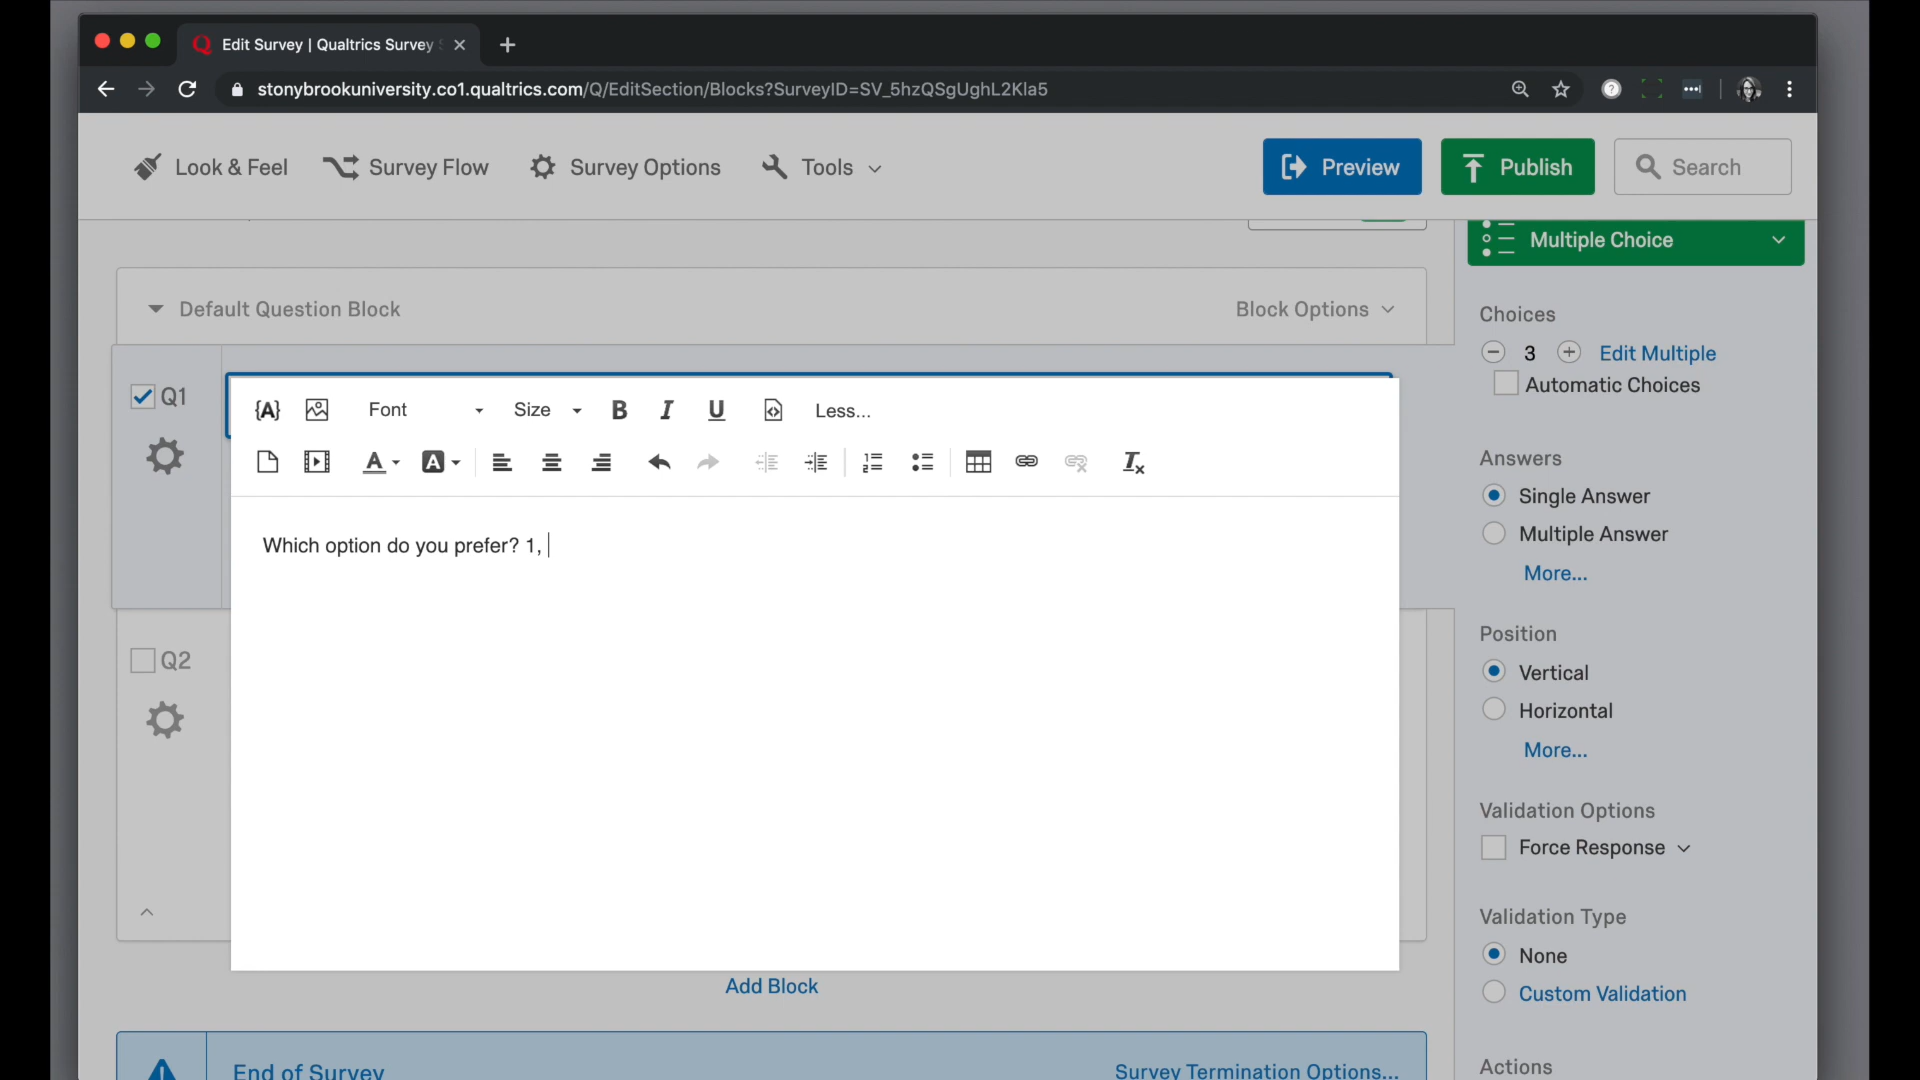 Edit Survey | Qualtrics Survey
stonybrookuniversity.co1.qualtrics.com/Q/EditSection/Blocks?SurveyID=SV_5hzQSgUghL2Kla5
Look & Feel
Survey Flow
Survey Options
Tools
Preview
Publish
Search
Multiple Choice
Default Question Block
Block Options
Choices
3
Edit Multiple
Automatic Choices
Q1
{A}
Font
Size
B
I
U
Less...
Answers
Single Answer
Multiple Answer
More...
Which option do you prefer? 1,
Position
Vertical
Horizontal
More...
Q2
Validation Options
Force Response
Validation Type
None
Custom Validation
Add Block
End of Survey
Survey Termination Options...
Actions